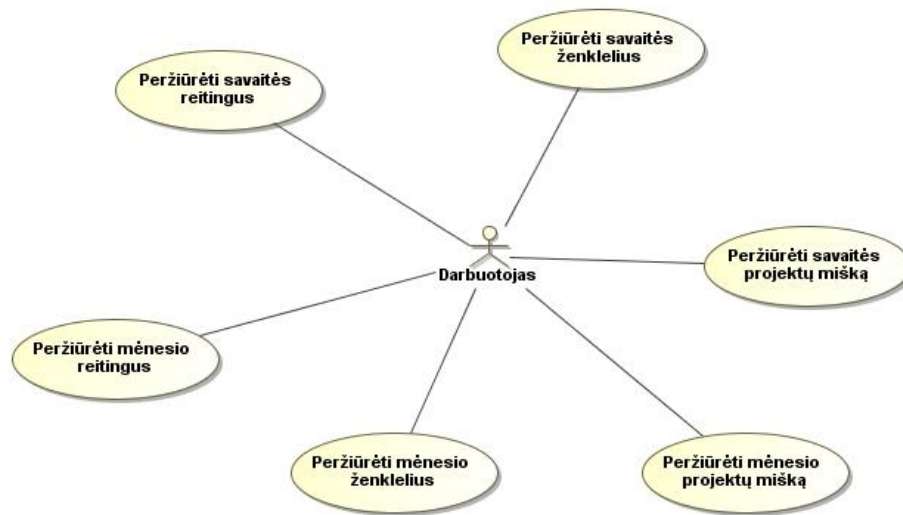 Peržiūrėti savaitės
ženklelius
Peržiūrėti savaitės
reitingus
Peržiūrėti savaitės
projektų mišką
Darbuotojas
Peržiūrėti mėnesio
reitingus
Peržiūrėti mėnesio
ženklelius
Peržiūrėti mėnesio
projektų mišką